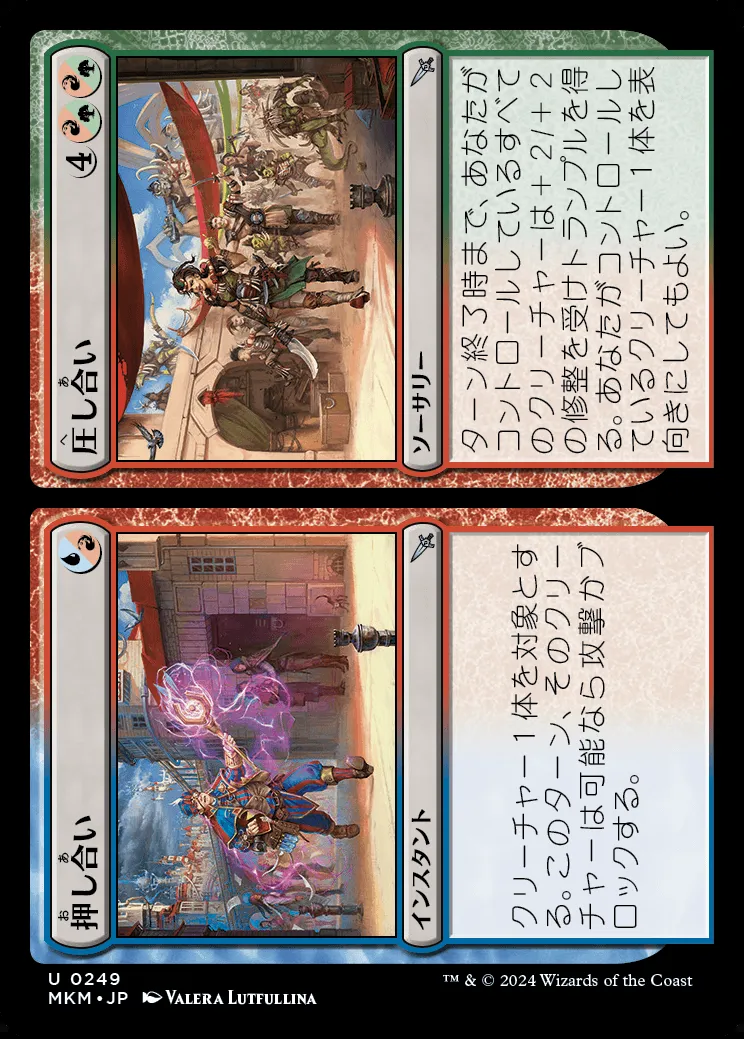 押し合い
おあ
インスタント
クリーチャー１体を対象とす
る。このターン、そのクリー
チャーは可能なら攻撃かブ
ロックする。
圧し合い
へあ
4
ソーサリー
ターン終了時まで、あなたが
コントロールしているすべて
のクリーチャーは＋２/＋２
の修整を受けトランプルを得
る。あなたがコントロールし
ているクリーチャー１体を表
向きにしてもよい。
U 0249
MKM • JP VALERA LUTFULLINA
™ & © 2024 Wizards of the Coast